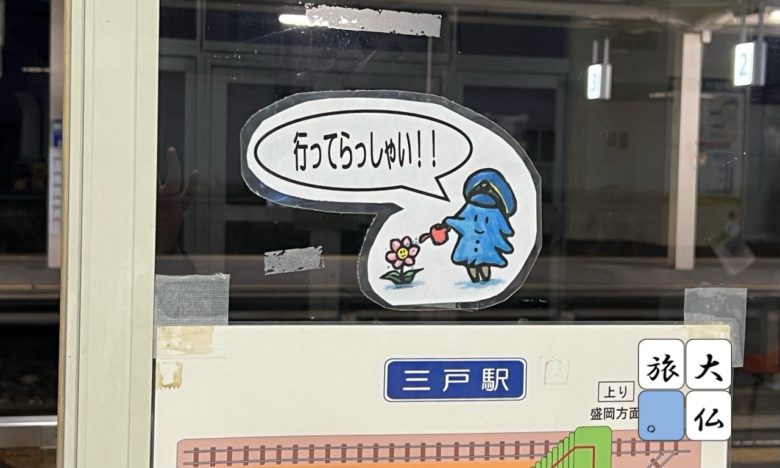 3
2
行ってらっしゃい!!
三戸駅
上り
盛岡方面
旅大
。仏